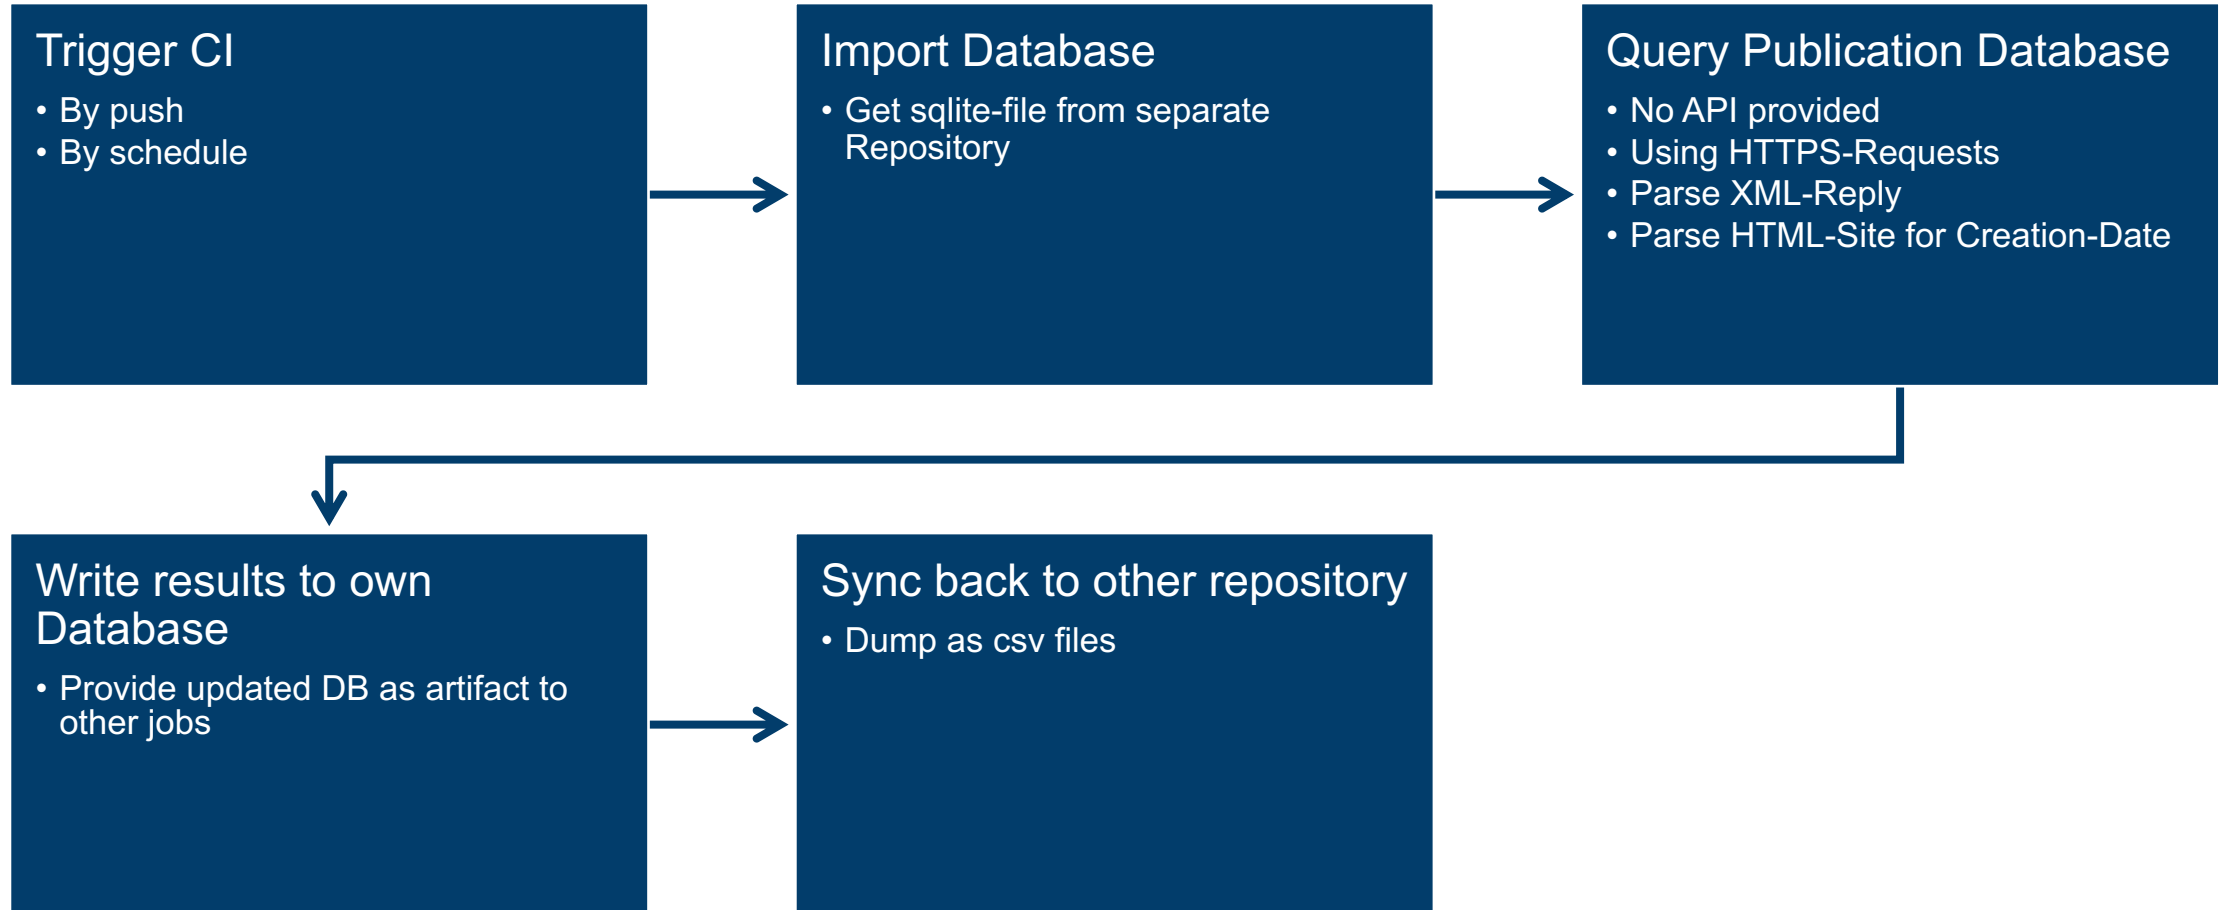 Trigger CI
• By push
• By schedule
Import Database
• Get sqlite-file from separate
Repository
Query Publication Database
• No API provided
• Using HTTPS-Requests
• Parse XML-Reply
• Parse HTML-Site for Creation-Date
Write results to own
Database
• Provide updated DB as artifact to
other jobs
Sync back to other repository
• Dump as csv files